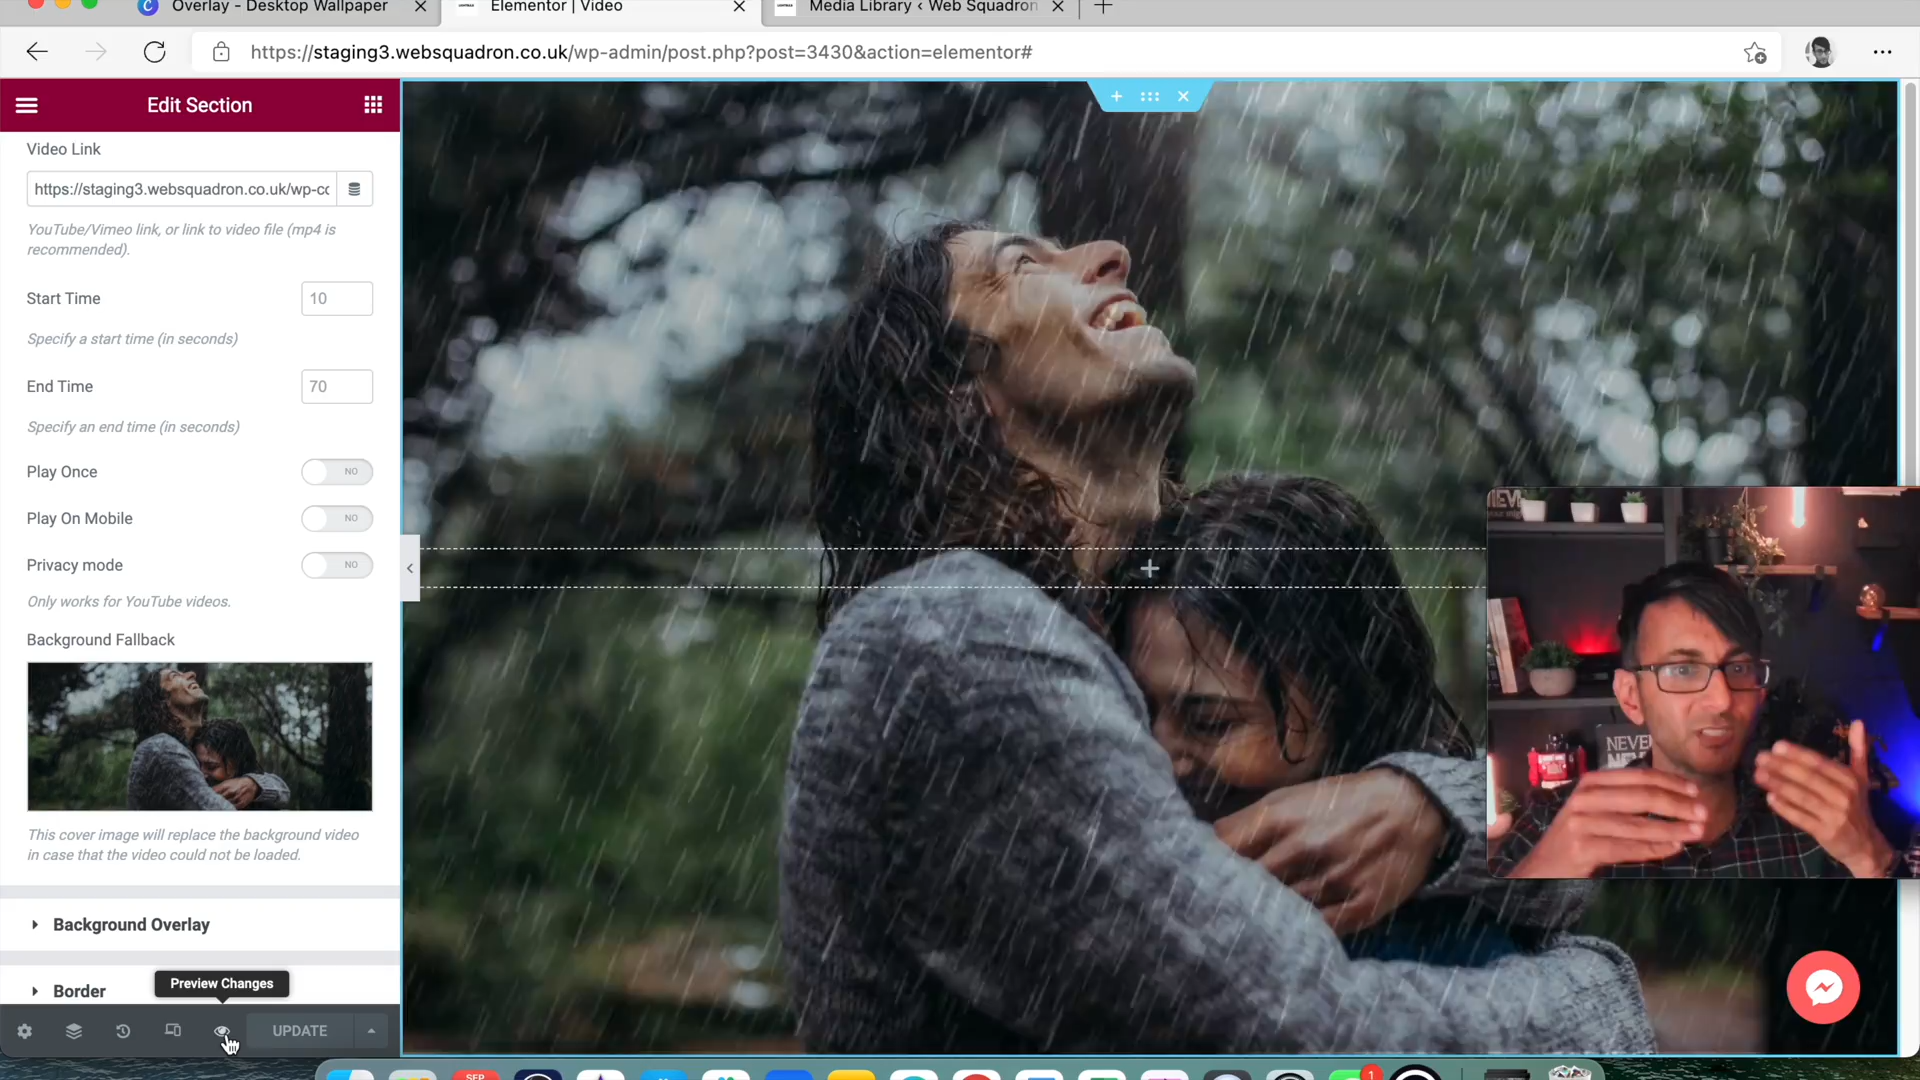 Overlay - Desktop Wallpaper
Elementor | Video
Media Library ‹ Web Squadron
https://staging3.websquadron.co.uk/wp-admin/post.php?post=3430&action=elementor#
Edit Section
Video Link
https://staging3.websquadron.co.uk/wp-cc
YouTube/Vimeo link, or link to video file (mp4 is
recommended).
Start Time
10
Specify a start time (in seconds)
End Time
70
Specify an end time (in seconds)
Play Once
NO
Play On Mobile
NO
Privacy mode
NO
Only works for YouTube videos.
Background Fallback
This cover image will replace the background video
in case that the video could not be loaded.
Background Overlay
Preview Changes
Border
UPDATE
NEVER
SEP
1